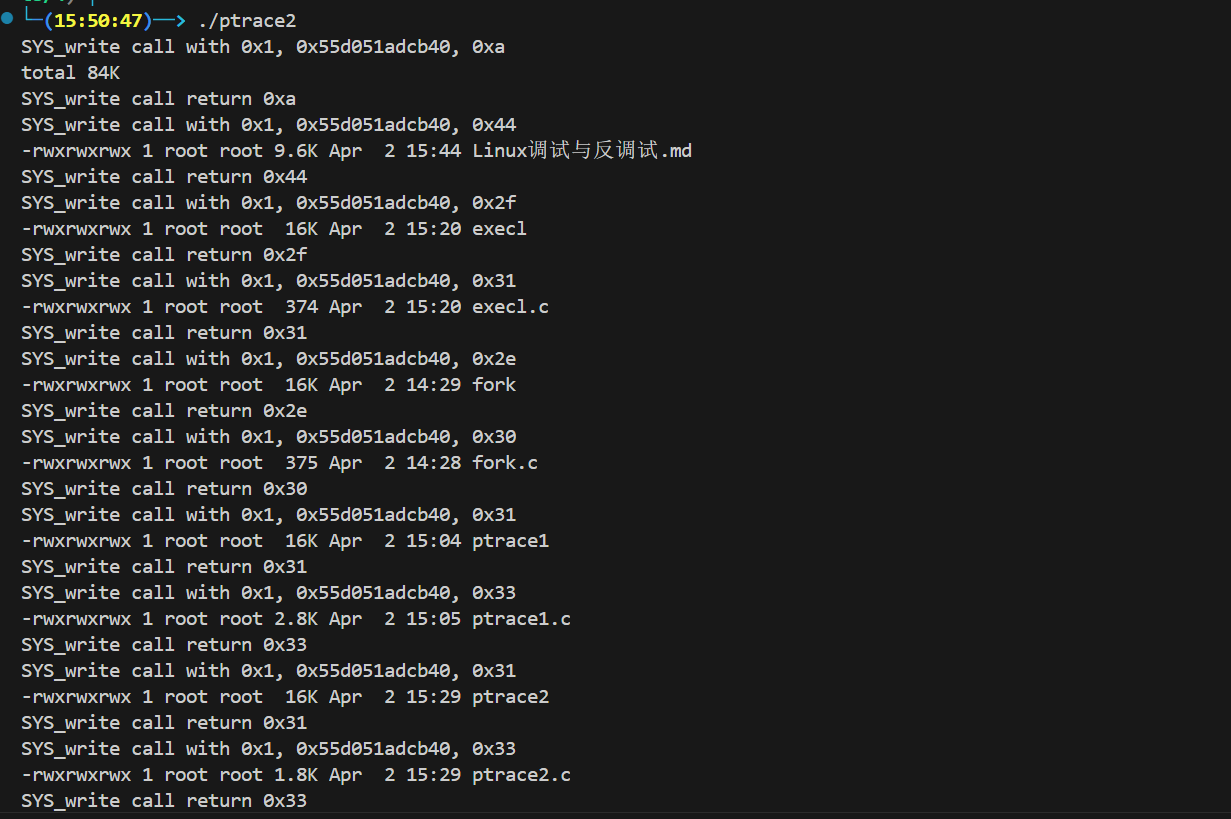 └─(15:50:47)──> ./ptrace2
SYS_write call with 0x1, 0x55d051adcb40, 0xa
total 84K
SYS_write call return 0xa
SYS_write call with 0x1, 0x55d051adcb40, 0x44
-rwxrwxrwx 1 root root 9.6K Apr  2 15:44 Linux调试与反调试.md
SYS_write call return 0x44
SYS_write call with 0x1, 0x55d051adcb40, 0x2f
-rwxrwxrwx 1 root root  16K Apr  2 15:20 execl
SYS_write call return 0x2f
SYS_write call with 0x1, 0x55d051adcb40, 0x31
-rwxrwxrwx 1 root root  374 Apr  2 15:20 execl.c
SYS_write call return 0x31
SYS_write call with 0x1, 0x55d051adcb40, 0x2e
-rwxrwxrwx 1 root root  16K Apr  2 14:29 fork
SYS_write call return 0x2e
SYS_write call with 0x1, 0x55d051adcb40, 0x30
-rwxrwxrwx 1 root root  375 Apr  2 14:28 fork.c
SYS_write call return 0x30
SYS_write call with 0x1, 0x55d051adcb40, 0x31
-rwxrwxrwx 1 root root  16K Apr  2 15:04 ptrace1
SYS_write call return 0x31
SYS_write call with 0x1, 0x55d051adcb40, 0x33
-rwxrwxrwx 1 root root 2.8K Apr  2 15:05 ptrace1.c
SYS_write call return 0x33
SYS_write call with 0x1, 0x55d051adcb40, 0x31
-rwxrwxrwx 1 root root  16K Apr  2 15:29 ptrace2
SYS_write call return 0x31
SYS_write call with 0x1, 0x55d051adcb40, 0x33
-rwxrwxrwx 1 root root 1.8K Apr  2 15:29 ptrace2.c
SYS_write call return 0x33